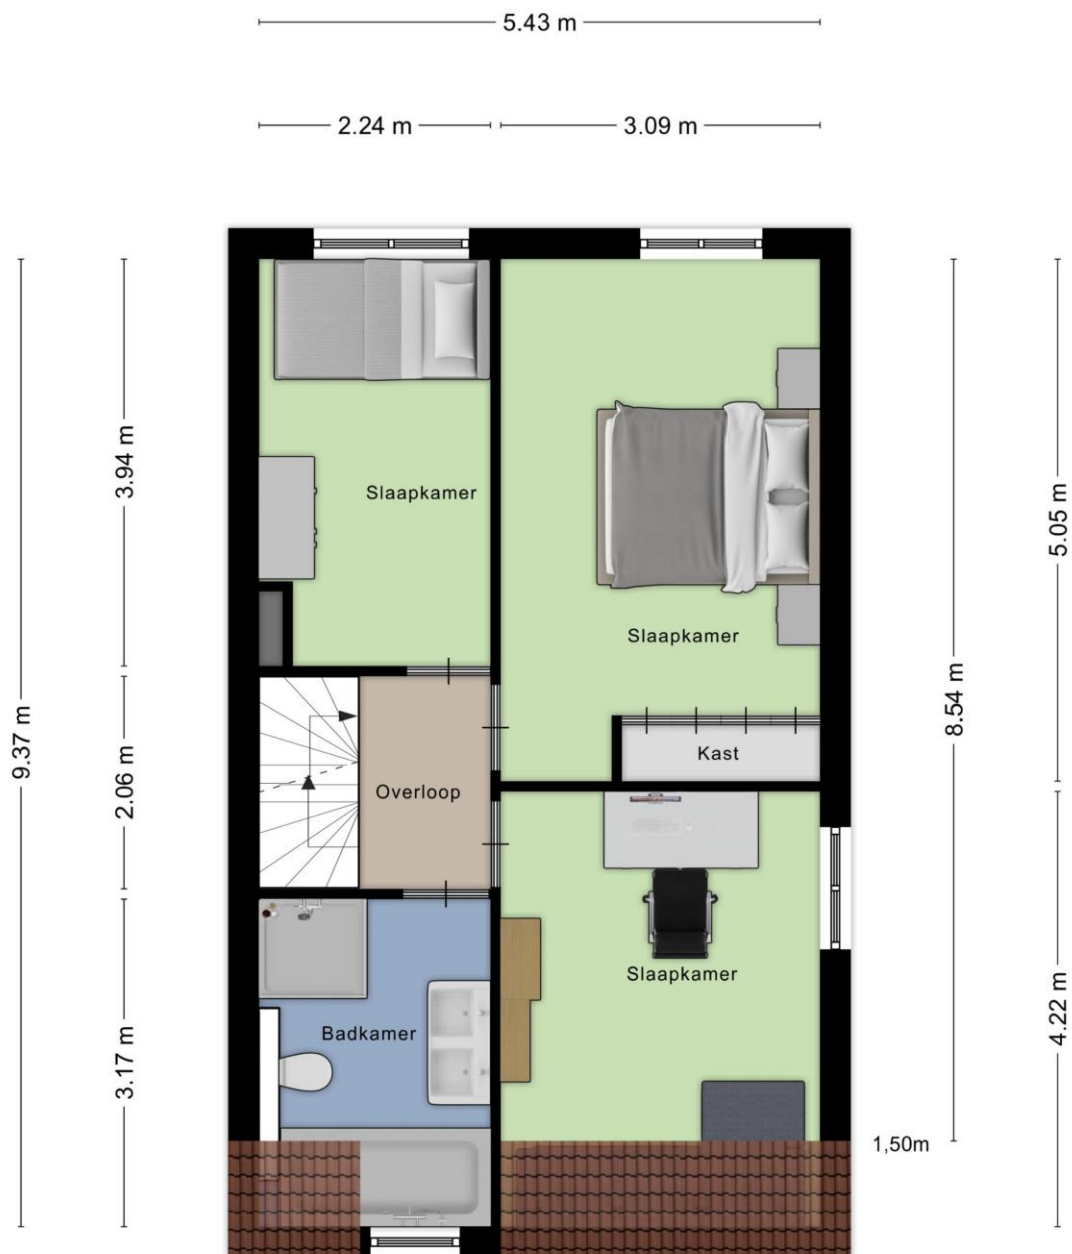 5.43 m
2.24 m
3.09 m
3.94 m
Slaapkamer
5.05 m
Slaapkamer
8.54 m
9.37 m
Kast
2.06 m
Overloop
Slaapkamer
4.22 m
Badkamer
3.17 m
1,50m